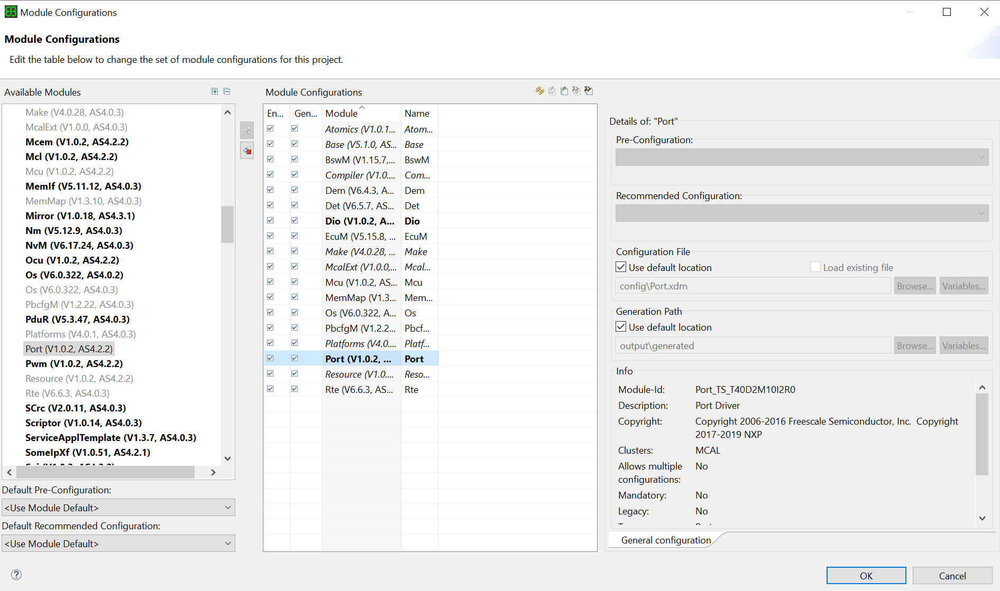 Module Configurations
Module Configurations
Edit the table below to change the set of module configurations for this project.
Available Modules
Make (V4.0.28, AS4.0.3)
McalExt (V1.0.0, AS4.0.3)
Mcem (V1.0.2, AS4.2.2)
Mcl (V1.0.2, AS4.2.2)
Mcu (V1.0.2, AS4.2.2)
MemIf (V5.11.12, AS4.0.3)
MemMap (V1.3.10, AS4.0.3)
Mirror (V1.0.18, AS4.3.1)
Nm (V5.12.9, AS4.0.3)
NvM (V6.17.24, AS4.0.3)
Ocu (V1.0.2, AS4.2.2)
Os (V6.0.322, AS4.0.2)
Os (V6.0.322, AS4.0.3)
PbcfgM (V1.2.22, AS4.0.3)
PduR (V5.3.47, AS4.0.3)
Platforms (V4.0.1, AS4.0.3)
Port (V1.0.2, AS4.2.2)
Pwm (V1.0.2, AS4.2.2)
Resource (V1.0.2, AS4.2.2)
Rte (V6.6.3, AS4.0.3)
SCrc (V2.0.11, AS4.0.3)
Scriptor (V1.0.14, AS4.0.3)
ServiceApplTemplate (V1.3.7, AS4.0.3)
SomeIpXf (V1.0.51, AS4.2.1)
Default Pre-Configuration:
<Use Module Default>
Default Recommended Configuration:
<Use Module Default>
Module Configurations
En... Gen... Module Name
Atomics (V1.0.1... Atom...
Base (V5.1.0, AS... Base
BswM (V1.15.7,... BswM
Compiler (V1.0.... Com...
Dem (V6.4.3, A... Dem
Det (V6.5.7, AS... Det
Dio (V1.0.2, A... Dio
EcuM (V5.15.8, ... EcuM
Make (V4.0.28, ... Make
McalExt (V1.0.0,... Mcal...
Mcu (V1.0.2, AS... Mcu
MemMap (V1.3... Mem...
Os (V6.0.322, A... Os
PbcfgM (V1.2.2... Pbcf...
Platforms (V4.0.... Platf...
Port (V1.0.2, ... Port
Resource (V1.0.... Reso...
Rte (V6.6.3, AS... Rte
Details of: "Port"
Pre-Configuration:
Recommended Configuration:
Configuration File
Use default location Load existing file
config\Port.xdm Browse... Variables...
Generation Path
Use default location
output\generated Browse... Variables...
Info
Module-Id: Port_TS_T40D2M10I2R0
Description: Port Driver
Copyright: Copyright 2006-2016 Freescale Semiconductor, Inc. Copyright
2017-2019 NXP
Clusters: MCAL
Allows multiple No
configurations:
Mandatory: No
Legacy: No
General configuration
OK Cancel